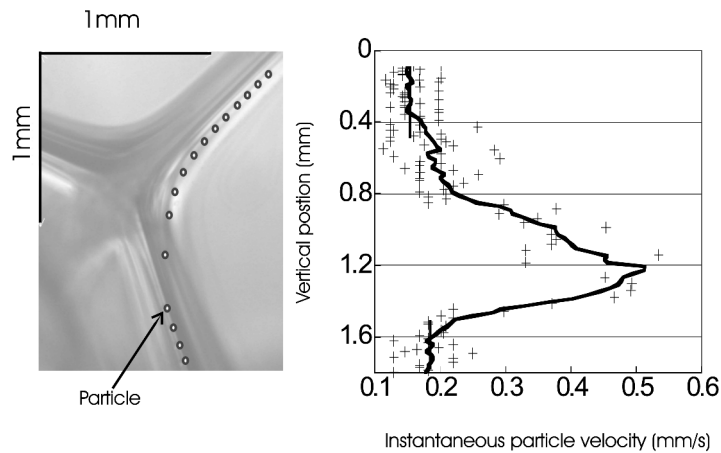 1mm
1mm
Particle
Vertical postion (mm)
0
0.4
0.8
1.2
1.6
0.1 0.2 0.3 0.4 0.5 0.6
Instantaneous particle velocity (mm/s)